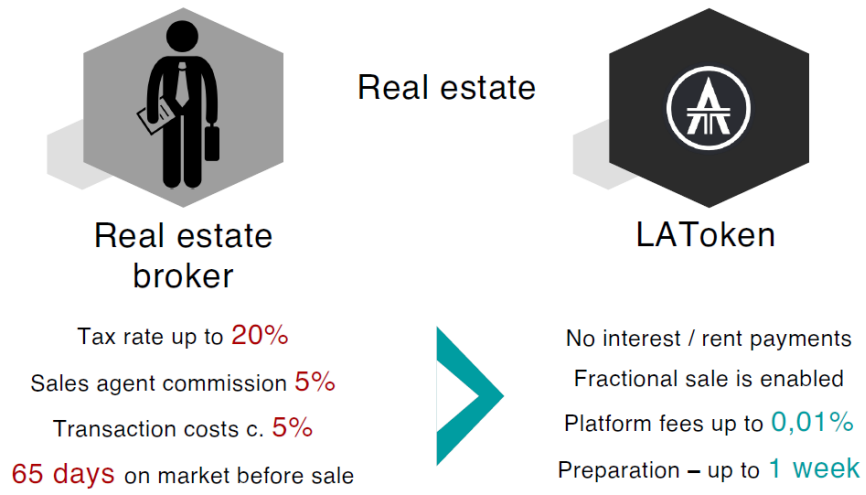 Real estate
Real estate
broker
Tax rate up to 20%
Sales agent commission 5%
Transaction costs c. 5%
65 days on market before sale
LAToken
No interest / rent payments
Fractional sale is enabled
Platform fees up to 0,01%
Preparation – up to 1 week